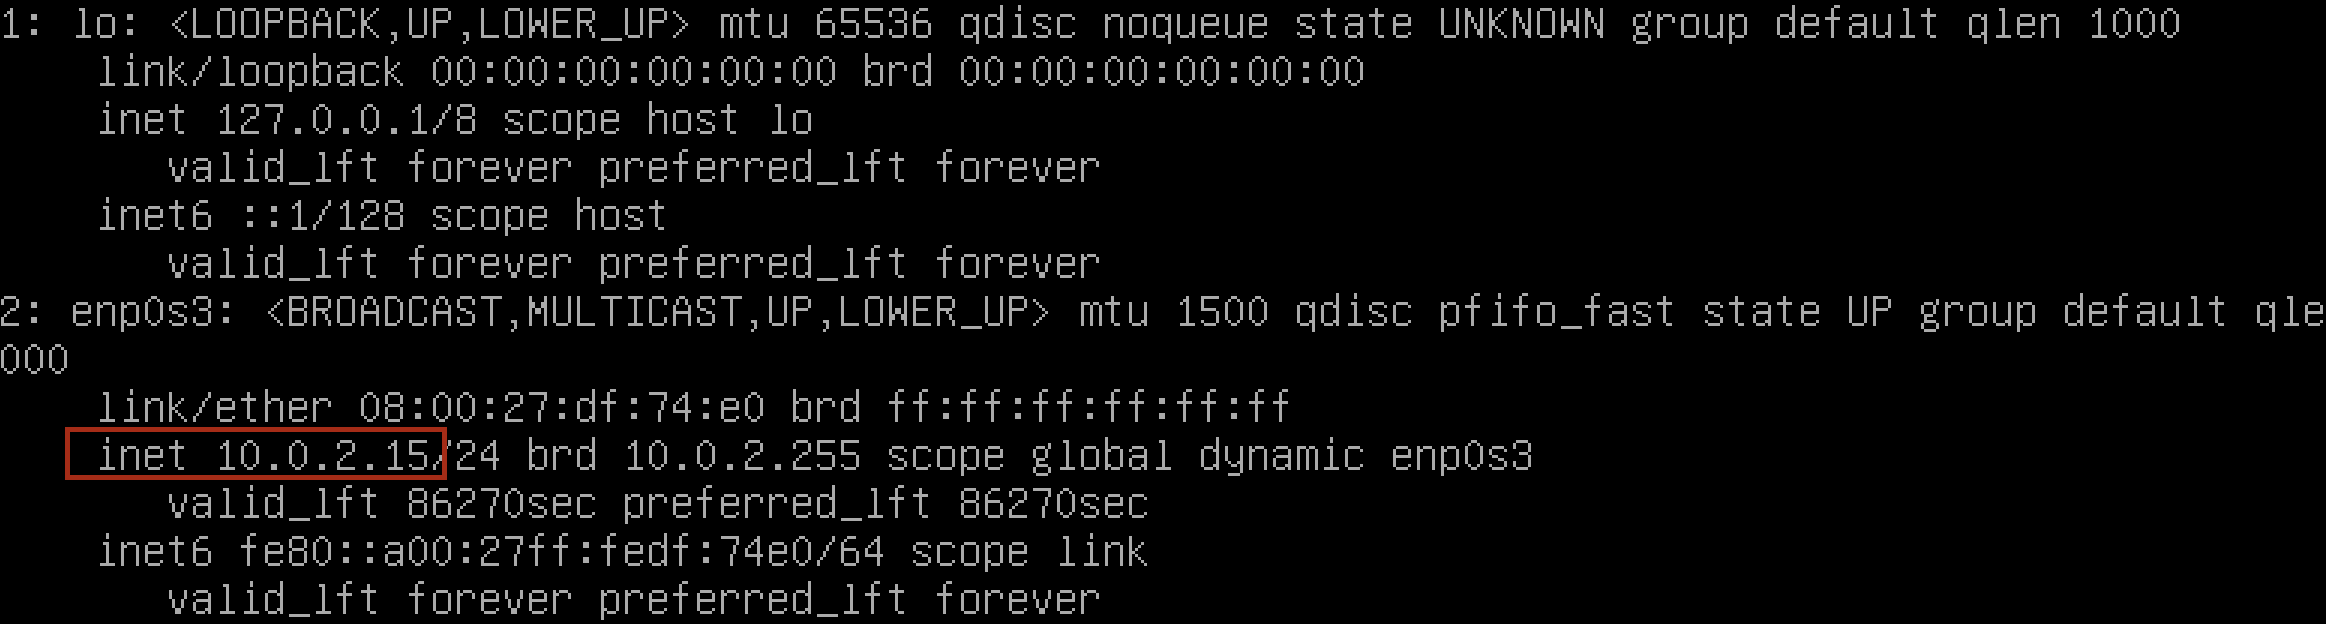 1: lo: <LOOPBACK,UP,LOWER_UP> mtu 65536 qdisc noqueue state UNKNOWN group default qlen 1000
link/loopback 00:00:00:00:00:00 brd 00:00:00:00:00:00
inet 127.0.0.1/8 scope host lo
valid_lft forever preferred_lft forever
inet6 ::1/128 scope host
valid_lft forever preferred_lft forever
2: enp0s3: <BROADCAST,MULTICAST,UP,LOWER_UP> mtu 1500 qdisc pfifo_fast state UP group default qle
000
link/ether 08:00:27:df:74:e0 brd ff:ff:ff:ff:ff:ff
inet 10.0.2.15/24 brd 10.0.2.255 scope global dynamic enp0s3
valid_lft 86270sec preferred_lft 86270sec
inet6 fe80::a00:27ff:fedf:74e0/64 scope link
valid_lft forever preferred_lft forever